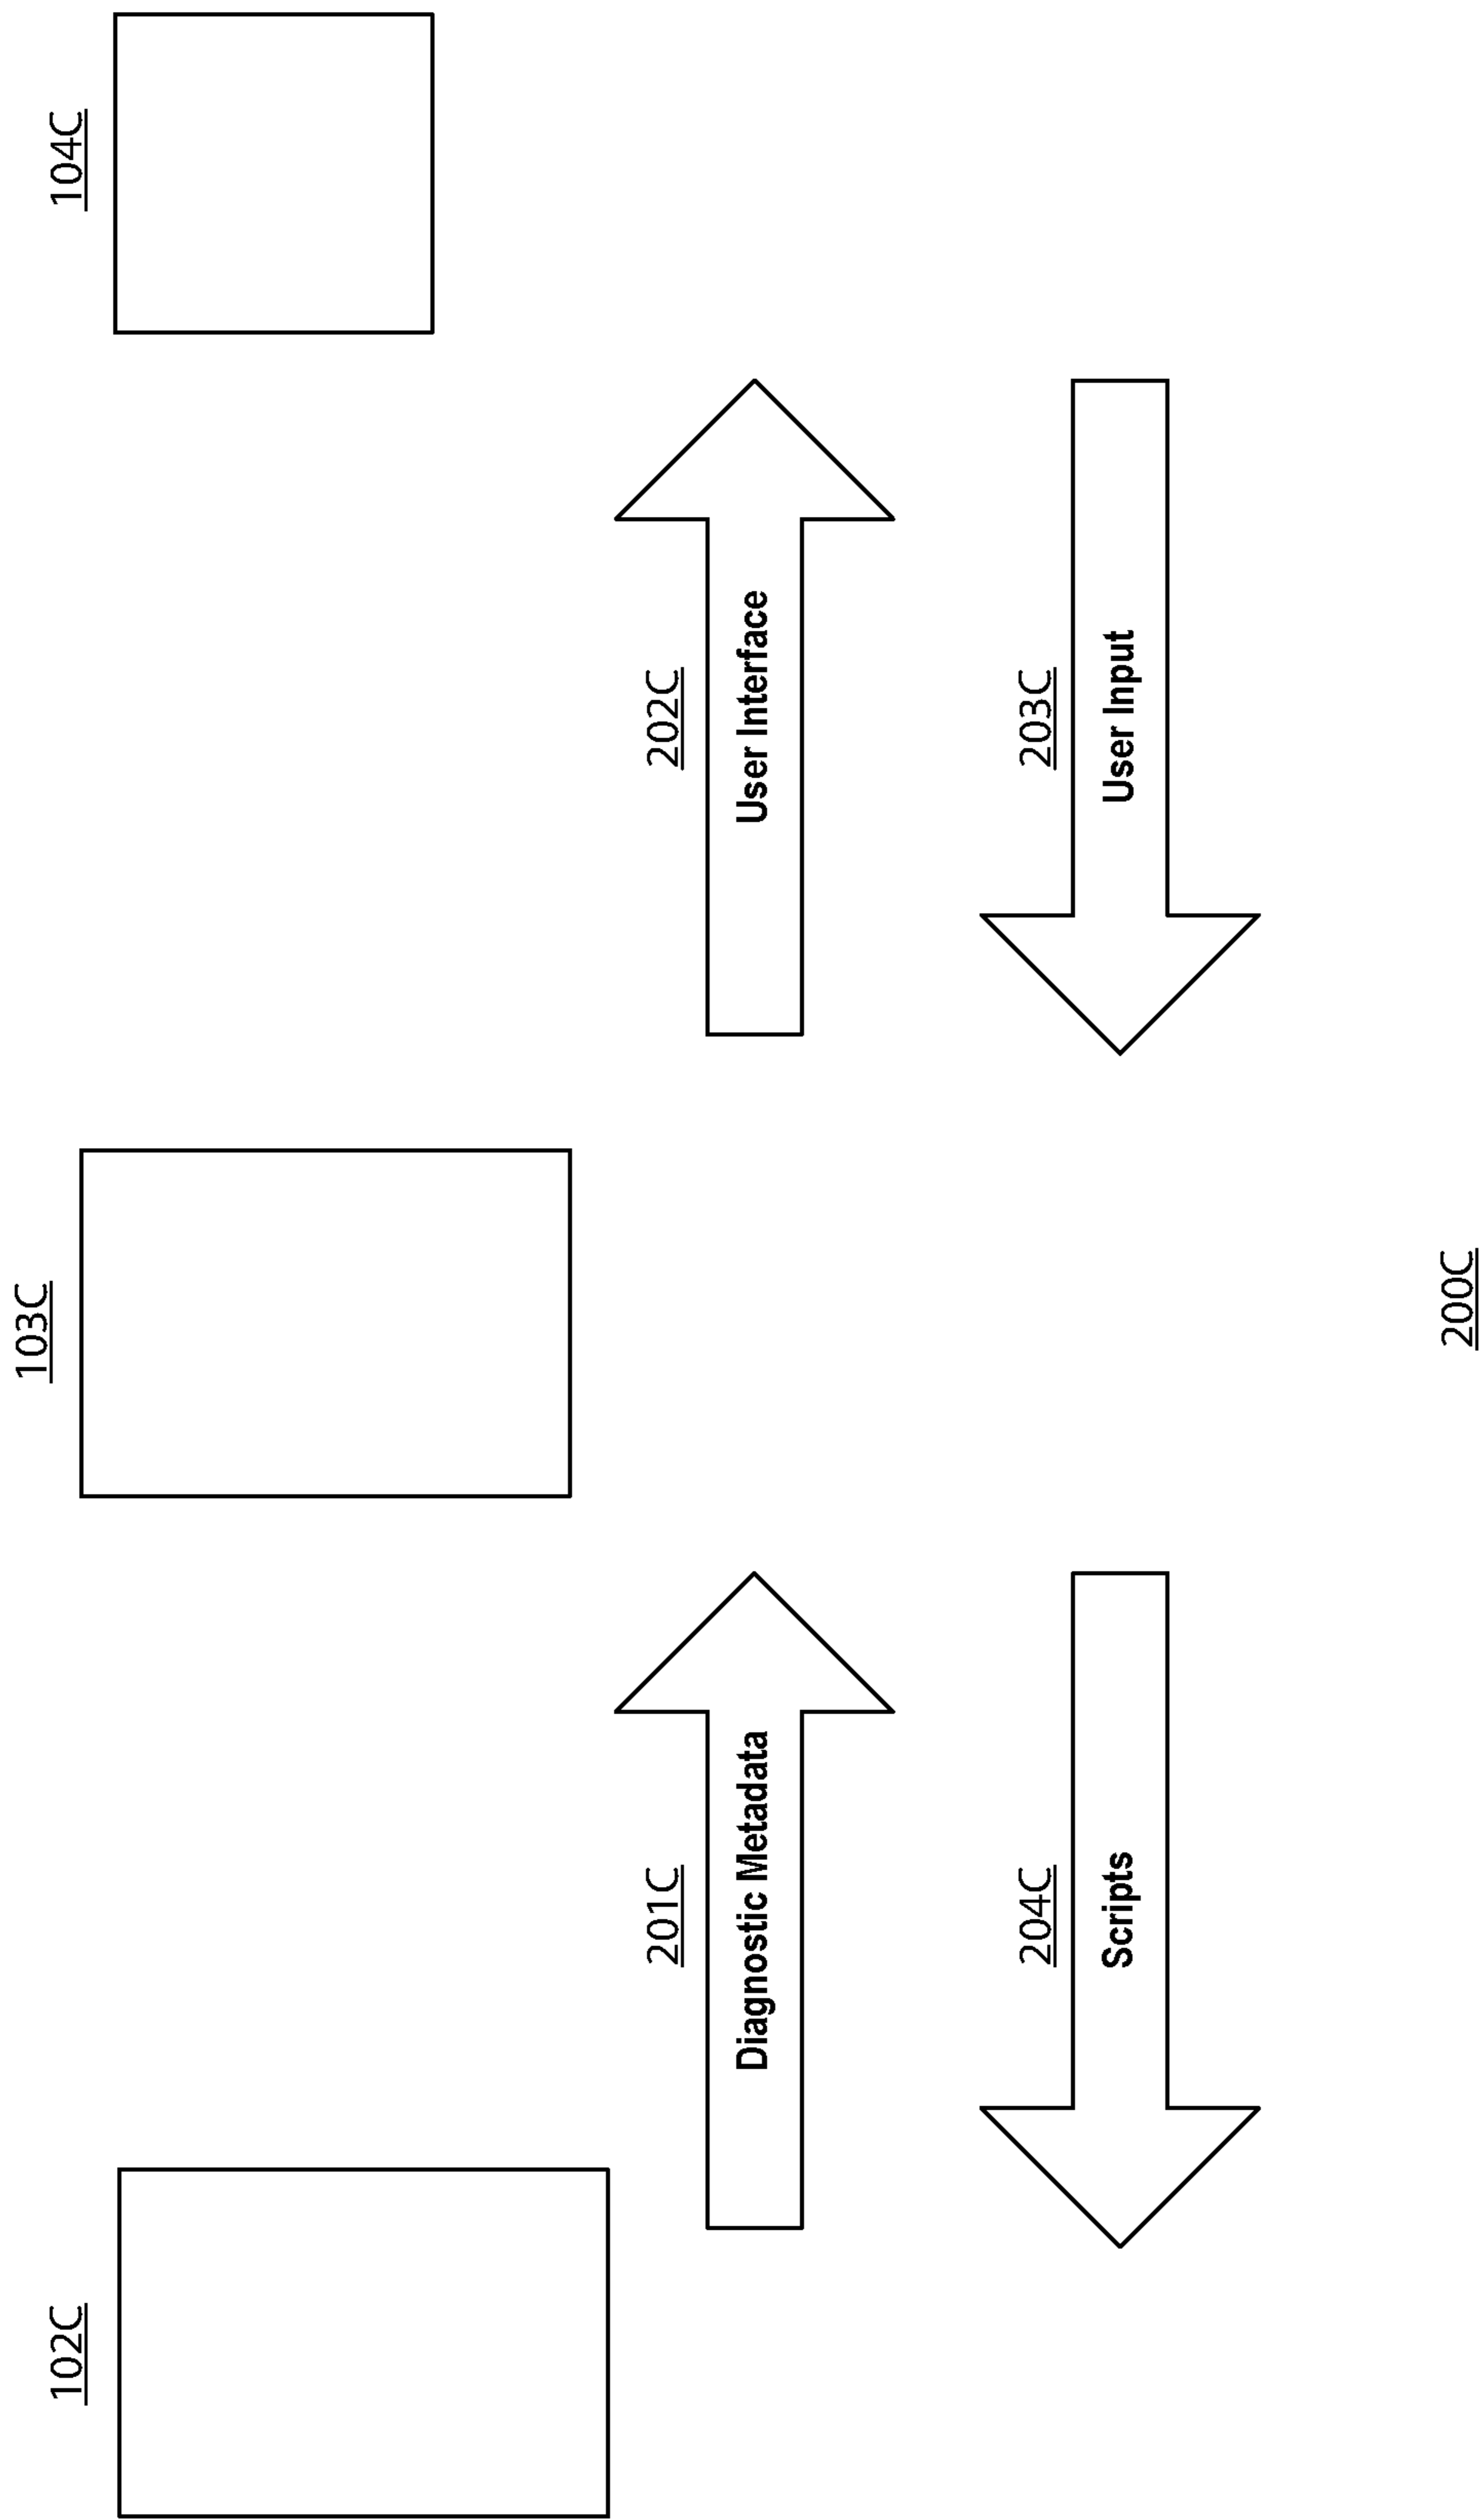 102C
103C
104C
201C
Diagnostic Metadata
202C
User Interface
204C
Scripts
203C
User Input
200C